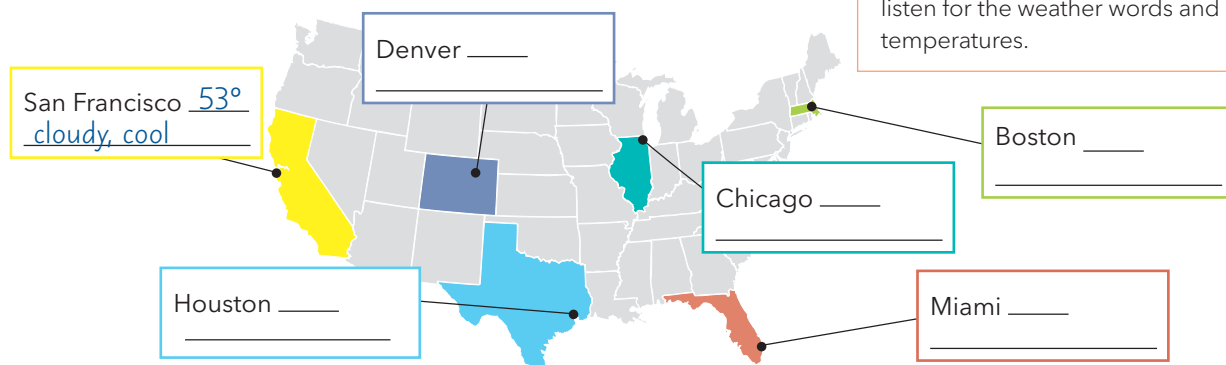 listen for the weather words and
temperatures.
Denver
San Francisco 53°
cloudy, cool
Boston
Chicago
Houston
Miami